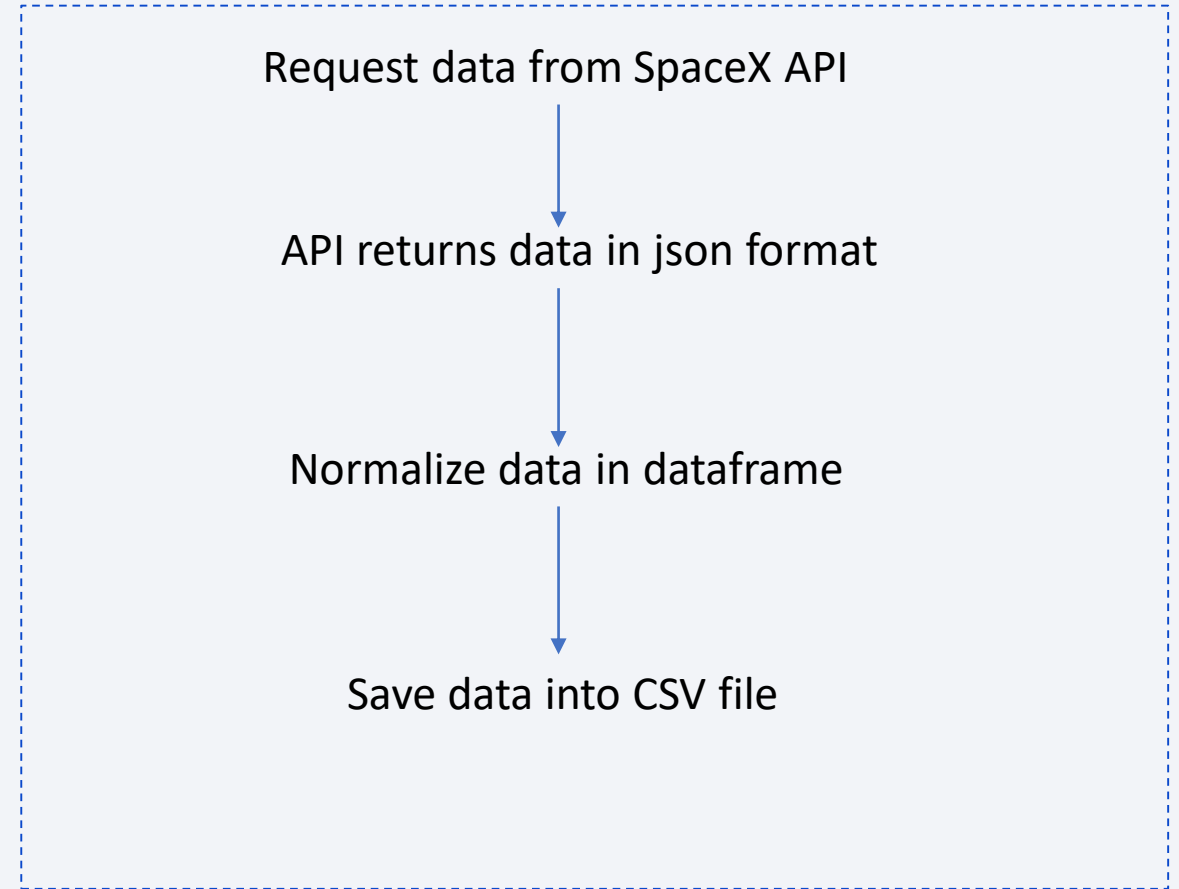 Request data from SpaceX API
API returns data in json format
Normalize data in dataframe
Save data into CSV file